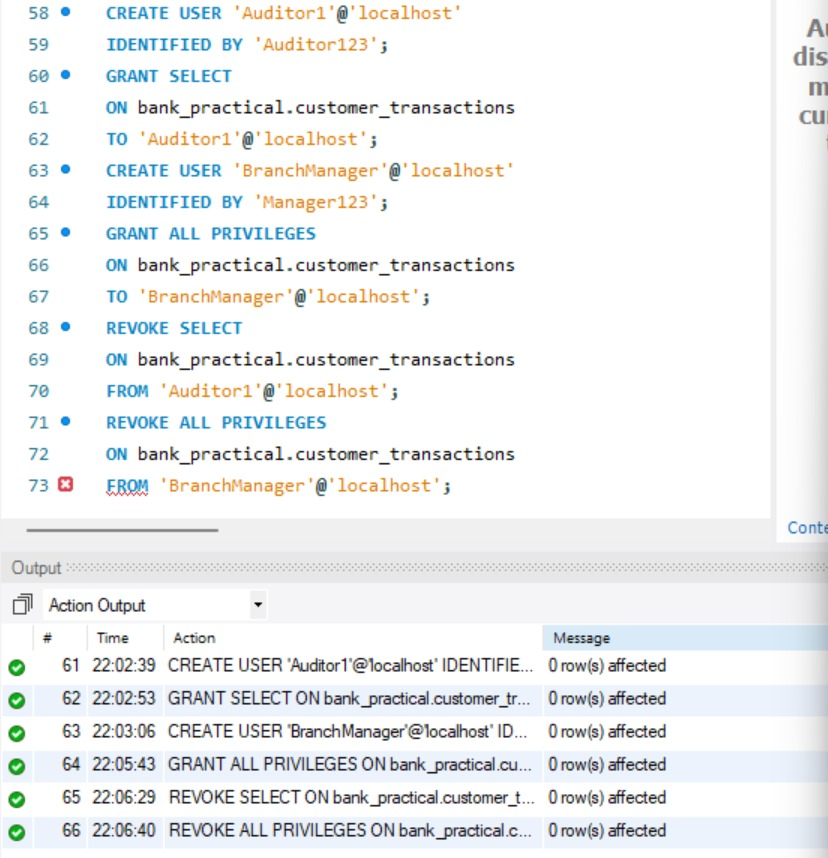 58 CREATE USER 'Auditor1'@'localhost'
59 IDENTIFIED BY 'Auditor123';
60 GRANT SELECT
61 ON bank_practical.customer_transactions
62 TO 'Auditor1'@'localhost';
63 CREATE USER 'BranchManager'@'localhost'
64 IDENTIFIED BY 'Manager123';
65 GRANT ALL PRIVILEGES
66 ON bank_practical.customer_transactions
67 TO 'BranchManager'@'localhost';
68 REVOKE SELECT
69 ON bank_practical.customer_transactions
70 FROM 'Auditor1'@'localhost';
71 REVOKE ALL PRIVILEGES
72 ON bank_practical.customer_transactions
73 FROM 'BranchManager'@'localhost';
Output
Action Output
# Time Action Message
61 22:02:39 CREATE USER 'Auditor1'@'localhost' IDENTIFIE... 0 row(s) affected
62 22:02:53 GRANT SELECT ON bank_practical.customer_tr... 0 row(s) affected
63 22:03:06 CREATE USER 'BranchManager'@'localhost' ID... 0 row(s) affected
64 22:05:43 GRANT ALL PRIVILEGES ON bank_practical.cu... 0 row(s) affected
65 22:06:29 REVOKE SELECT ON bank_practical.customer_t... 0 row(s) affected
66 22:06:40 REVOKE ALL PRIVILEGES ON bank_practical.c... 0 row(s) affected